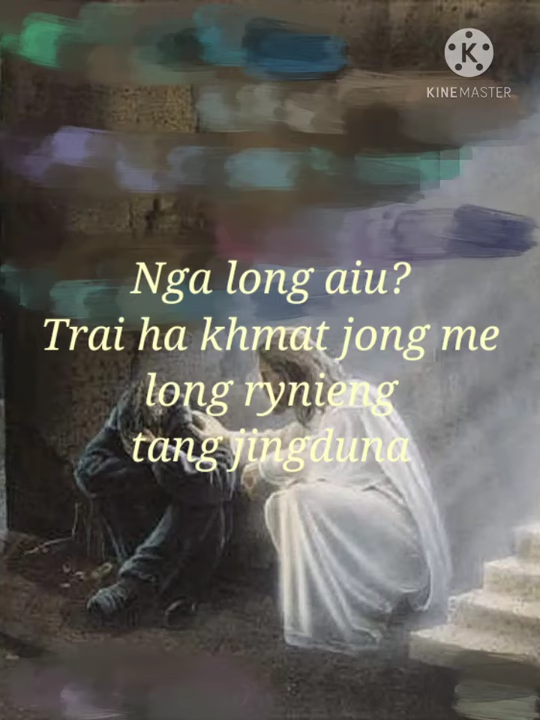 KINEMASTER
Nga long aiu?
Trai ha khmat jong me
long rynieng
tang jingduna